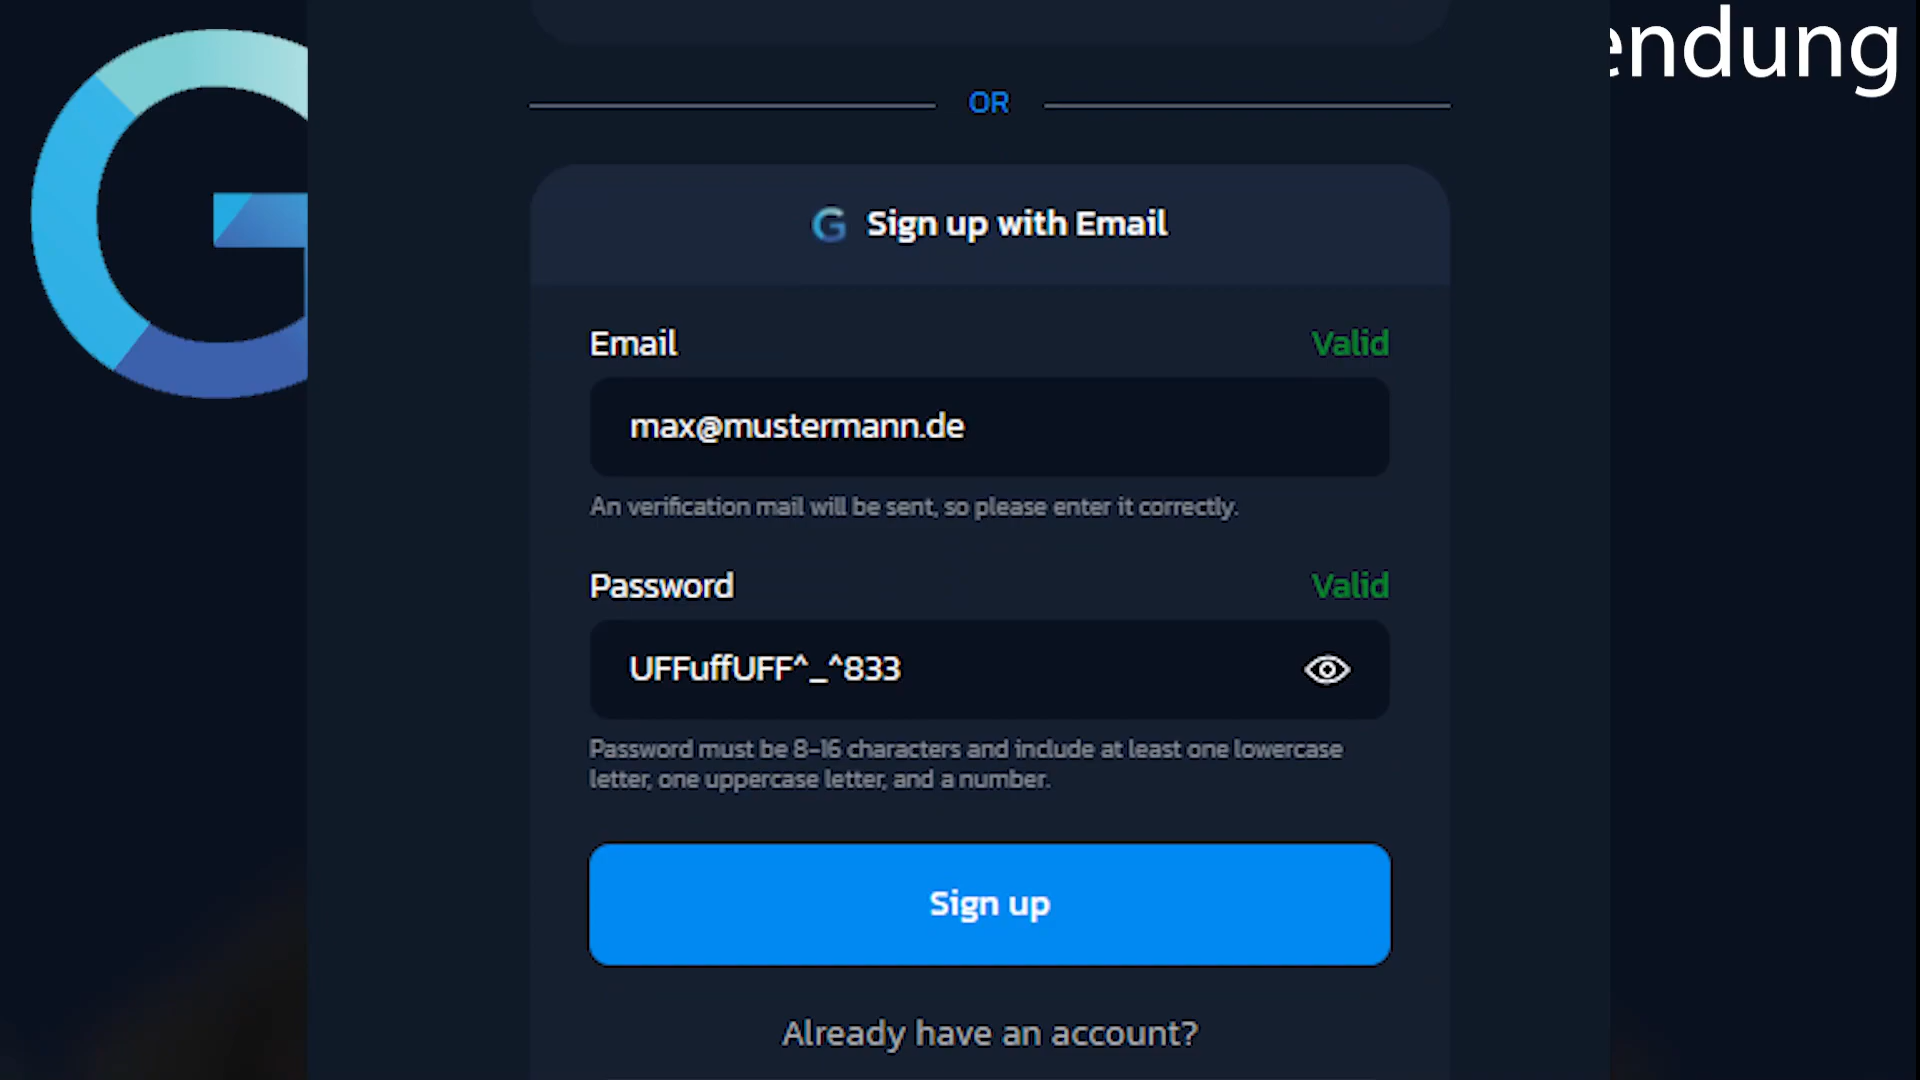 endung
OR
Sign up with Email
Email
Valid
max@mustermann.de
An verification mail will be sent, so please enter it correctly.
Password
Valid
UFFuffUFF^_^833
Password must be 8-16 characters and include at least one lowercase
letter, one uppercase letter, and a number.
Sign up
Already have an account?